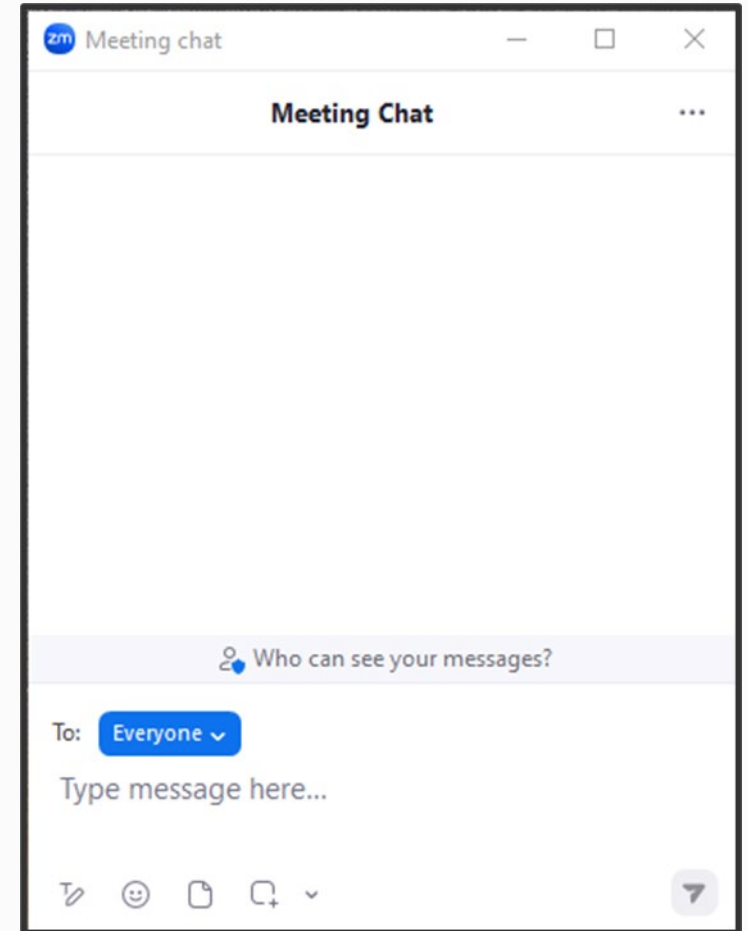 zm Meeting chat
Meeting Chat
Who can see your messages?
To: Everyone
Type message here...